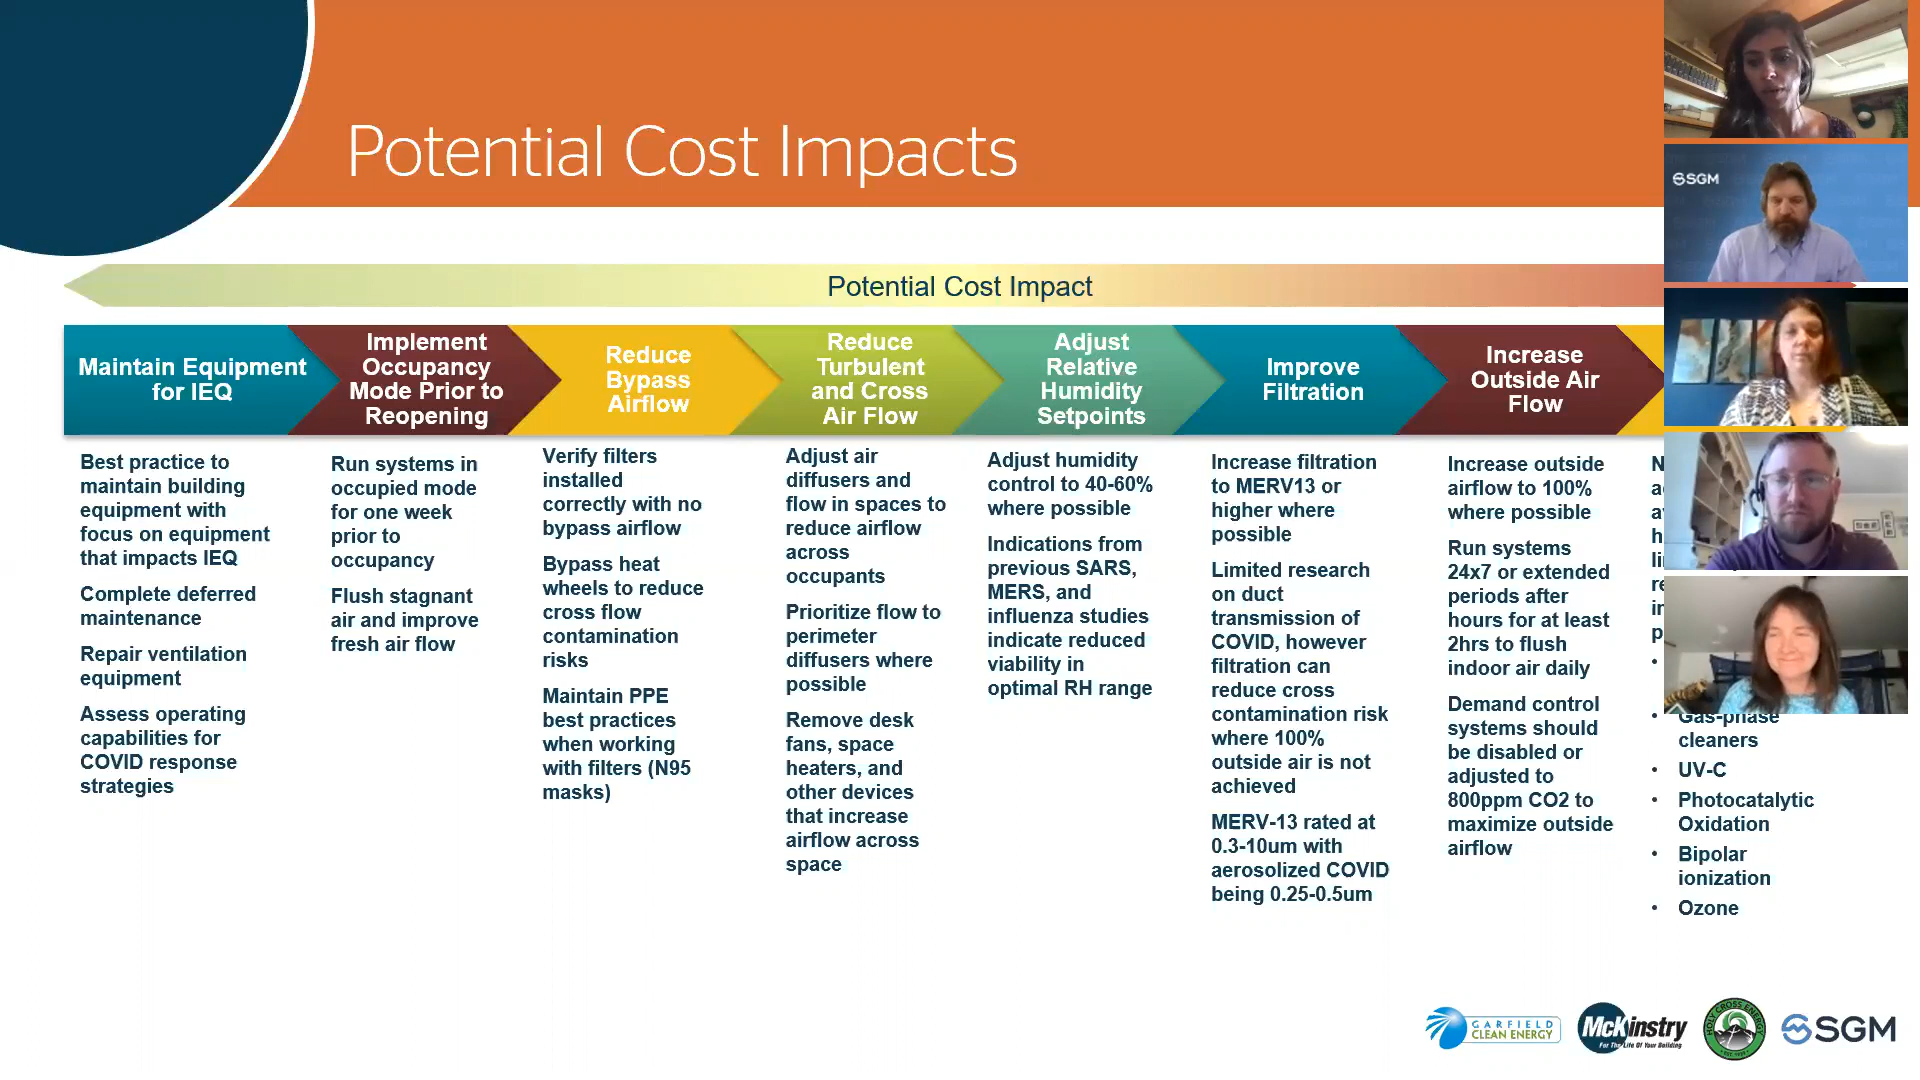 Potential Cost Impacts
SGM
Potential Cost Impact
Maintain Equipment
for IEQ
Implement
Occupancy
Mode Prior to
Reopening
Reduce
Bypass
Airflow
Reduce
Turbulent
and Cross
Air Flow
Adjust
Relative
Humidity
Setpoints
Improve
Filtration
Increase
Outside Air
Flow
Best practice to
maintain building
equipment with
focus on equipment
that impacts IEQ
Complete deferred
maintenance
Repair ventilation
equipment
Assess operating
capabilities for
COVID response
strategies
Run systems in
occupied mode
for one week
prior to
occupancy
Flush stagnant
air and improve
fresh air flow
Verify filters
installed
correctly with no
bypass airflow
Bypass heat
wheels to reduce
cross flow
contamination
risks
Maintain PPE
best practices
when working
with filters (N95
masks)
Adjust air
diffusers and
flow in spaces to
reduce airflow
across
occupants
Prioritize flow to
perimeter
diffusers where
possible
Remove desk
fans, space
heaters, and
other devices
that increase
airflow across
space
Adjust humidity
control to 40-60%
where possible
Indications from
previous SARS,
MERS, and
influenza studies
indicate reduced
viability in
optimal RH range
Increase filtration
to MERV13 or
higher where
possible
Limited research
on duct
transmission of
COVID, however
filtration can
reduce cross
contamination risk
where 100%
outside air is not
achieved
MERV-13 rated at
0.3-10um with
aerosolized COVID
being 0.25-0.5um
Increase outside
airflow to 100%
where possible
Run systems
24x7 or extended
periods after
hours for at least
2hrs to flush
indoor air daily
Demand control
systems should
be disabled or
adjusted to
800ppm CO2 to
maximize outside
airflow
• Gas-phase
cleaners
• UV-C
• Photocatalytic
Oxidation
• Bipolar
ionization
• Ozone
GARFIELD
CLEAN ENERGY
McKinstry
For The Life Of Your Building
HOLY CROSS ENERGY
SGM